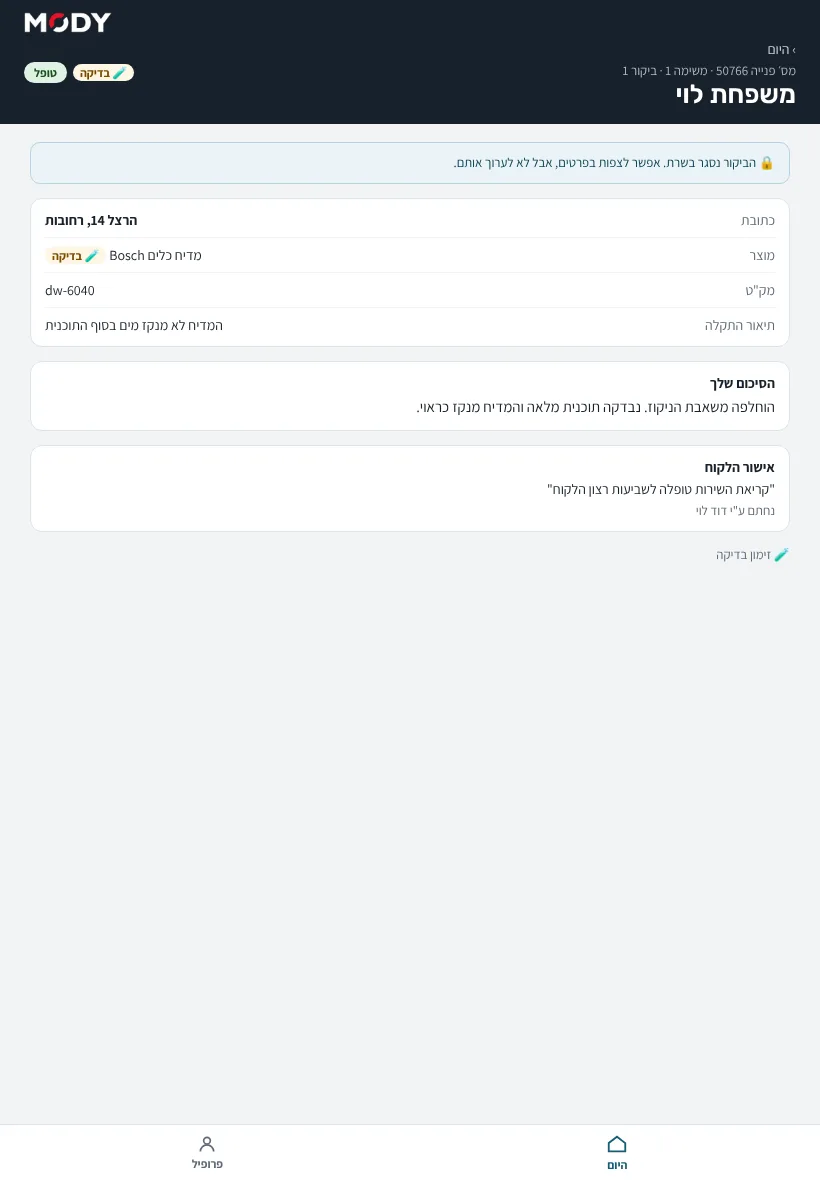 MODY
› היום
מס׳ פנייה 50766 · משימה 1 · ביקור 1
משפחת לוי
🧪 בדיקה
טופל
🔒 הביקור נסגר בשרת. אפשר לצפות בפרטים, אבל לא לערוך אותם.
כתובת הרצל 14, רחובות
מוצר מדיח כלים Bosch 🧪 בדיקה
מק"ט dw-6040
תיאור התקלה המדיח לא מנקז מים בסוף התוכנית
הסיכום שלך
הוחלפה משאבת הניקוז. נבדקה תוכנית מלאה והמדיח מנקז כראוי.
אישור הלקוח
"קריאת השירות טופלה לשביעות רצון הלקוח"
נחתם ע"י דוד לוי
🧪 זימון בדיקה
היום
פרופיל